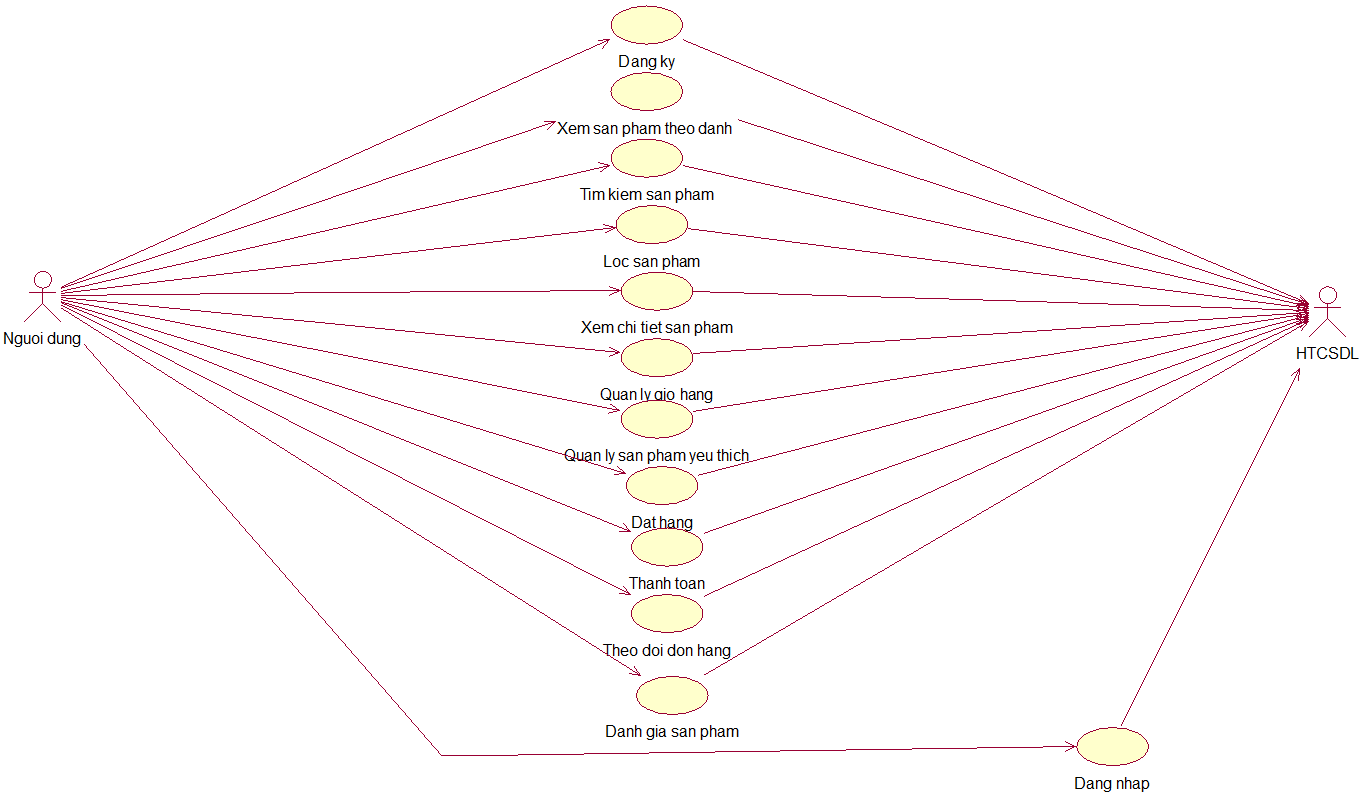 Dang ky
Xem san pham theo danh
Tim kiem san pham
Loc san pham
Xem chi tiet san pham
Nguoi dung
HTCSDL
Quan ly gio hang
Quan ly san pham yeu thich
Dat hang
Thanh toan
Theo doi don hang
Danh gia san pham
Dang nhap